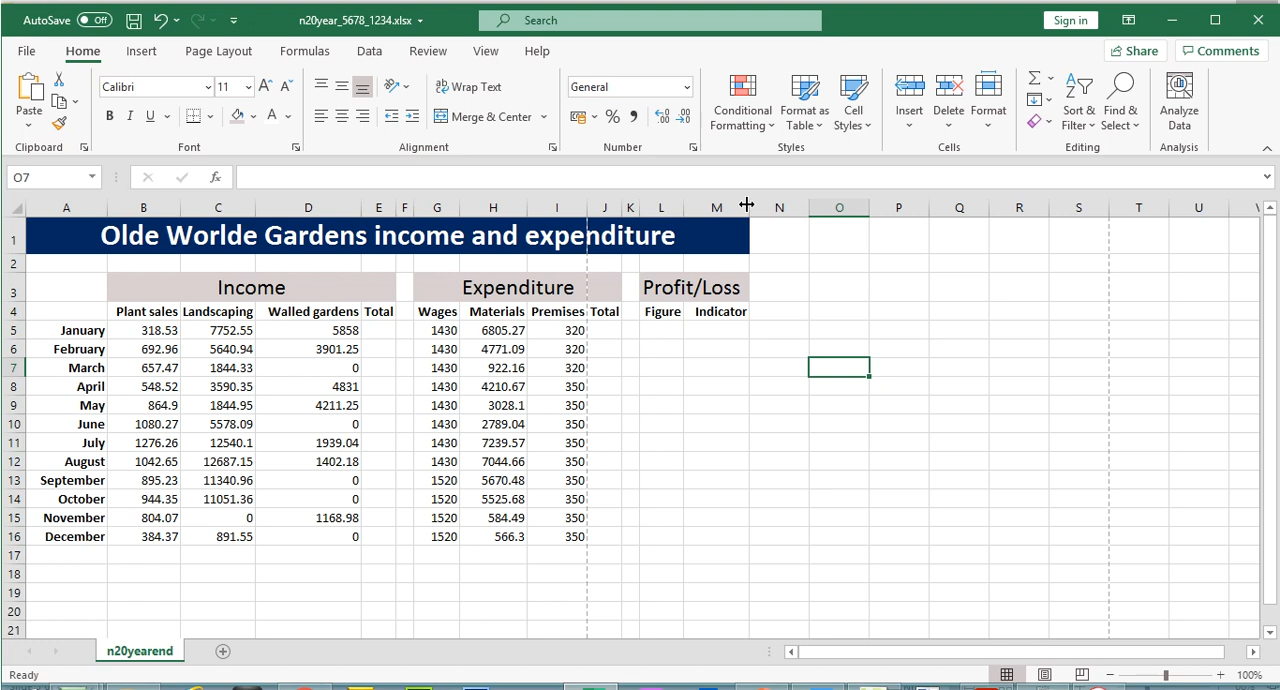 AutoSave Off n20year_5678_1234.xlsx Search Sign in
File Home Insert Page Layout Formulas Data Review View Help Share Comments
Calibri 11 Wrap Text General
Paste B I U Merge & Center % Conditional Formatting Format as Table Cell Styles Insert Delete Format Sort & Filter Find & Select Analyze Data
Clipboard Font Alignment Number Styles Cells Editing Analysis
O7 fx
A B C D E F G H I J K L M N O P Q R S T U
1 Olde Worlde Gardens income and expenditure
2
3 Income Expenditure Profit/Loss
4 Plant sales Landscaping Walled gardens Total Wages Materials Premises Total Figure Indicator
5 January 318.53 7752.55 5858 1430 6805.27 320
6 February 692.96 5640.94 3901.25 1430 4771.09 320
7 March 657.47 1844.33 0 1430 922.16 320
8 April 548.52 3590.35 4831 1430 4210.67 350
9 May 864.9 1844.95 4211.25 1430 3028.1 350
10 June 1080.27 5578.09 0 1430 2789.04 350
11 July 1276.26 12540.1 1939.04 1430 7239.57 350
12 August 1042.65 12687.15 1402.18 1430 7044.66 350
13 September 895.23 11340.96 0 1520 5670.48 350
14 October 944.35 11051.36 0 1520 5525.68 350
15 November 804.07 0 1168.98 1520 584.49 350
16 December 384.37 891.55 0 1520 566.3 350
17
18
19
20
21
n20yearend
Ready 100%